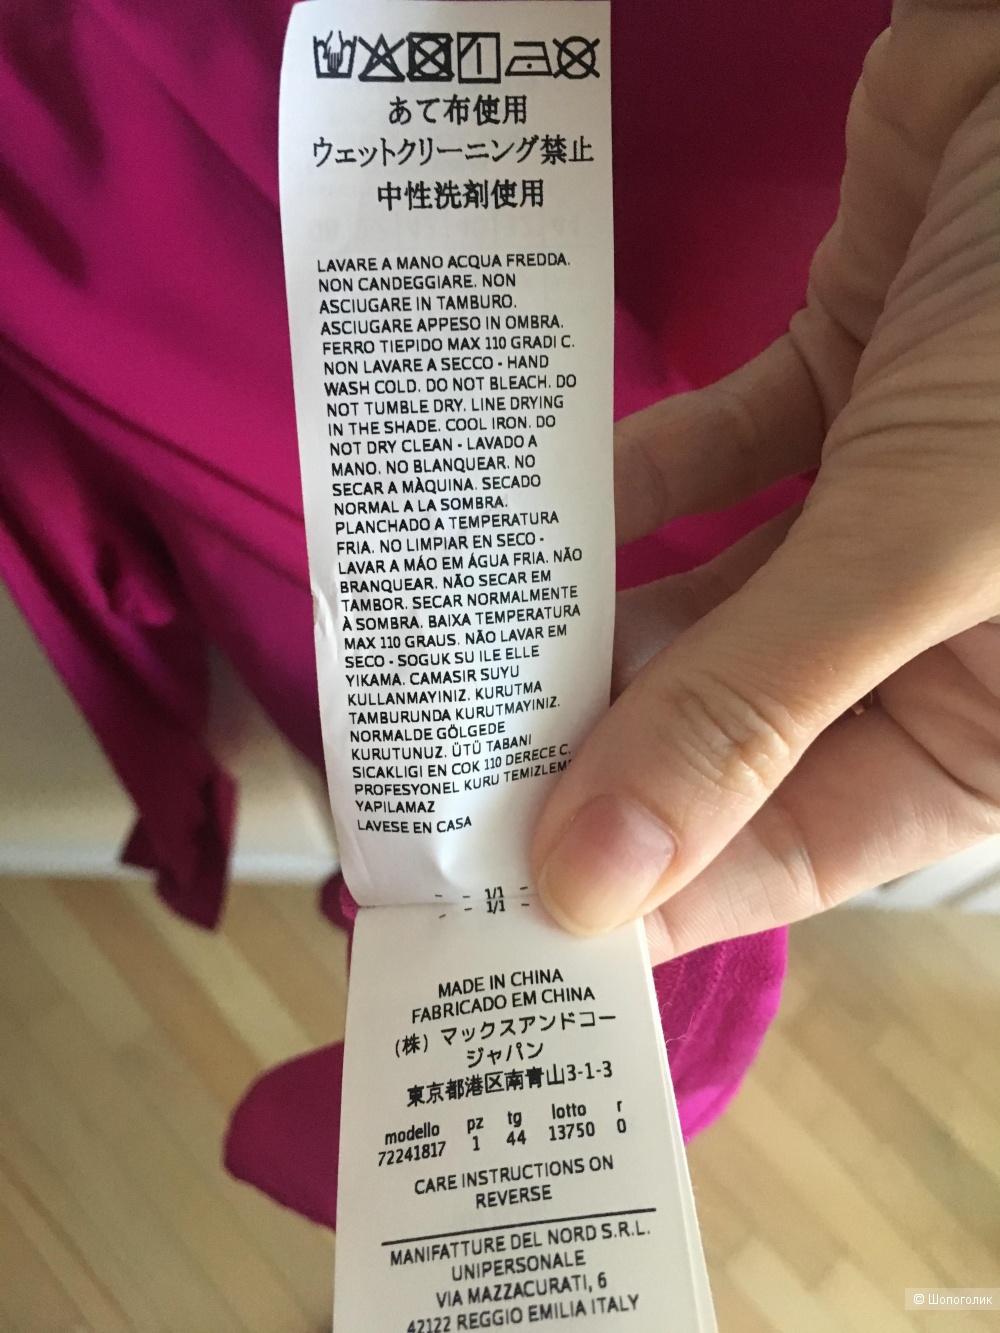 あて布使用
ウェットクリーニング禁止
中性洗剤使用
LAVARE A MANO ACQUA FREDDA.
NON CANDEGGIARE. NON
ASCIUGARE IN TAMBURO.
ASCIUGARE APPESO IN OMBRA.
FERRO TIEPIDO MAX 110 GRADI C.
NON LAVARE A SECCO - HAND
WASH COLD. DO NOT BLEACH. DO
NOT TUMBLE DRY. LINE DRYING
IN THE SHADE. COOL IRON. DO
NOT DRY CLEAN - LAVADO A
MANO. NO BLANQUEAR. NO
SECAR A MÀQUINA. SECADO
NORMAL A LA SOMBRA.
PLANCHADO A TEMPERATURA
FRIA. NO LIMPIAR EN SECO -
LAVAR A MÁO EM ÁGUA FRIA. NÃO
BRANQUEAR. NÃO SECAR EM
TAMBOR. SECAR NORMALMENTE
À SOMBRA. BAIXA TEMPERATURA
MAX 110 GRAUS. NÃO LAVAR EM
SECO - SOGUK SU ILE ELLE
YIKAMA. CAMASIR SUYU
KULLANMAYINIZ. KURUTMA
TAMBURUNDA KURUTMAYINIZ.
NORMALDE GÖLGEDE
KURUTUNUZ. ÜTÜ TABANI
SICAKLIGI EN COK 110 DERECE C.
PROFESYONEL KURU
YAPILAMAZ
LAVESE EN CASA
- - 1/1 -
- - 1/1 -
MADE IN CHINA
FABRICADO EM CHINA
(株) マックスアンドコー
ジャパン
東京都港区南青山3-1-3
modello pz tg lotto r
72241817 1 44 13750 0
CARE INSTRUCTIONS ON
REVERSE
MANIFATTURE DEL NORD S.R.L.
UNIPERSONALE
VIA MAZZACURATI, 6
42122 REGGIO EMILIA ITALY
© Шопоголик